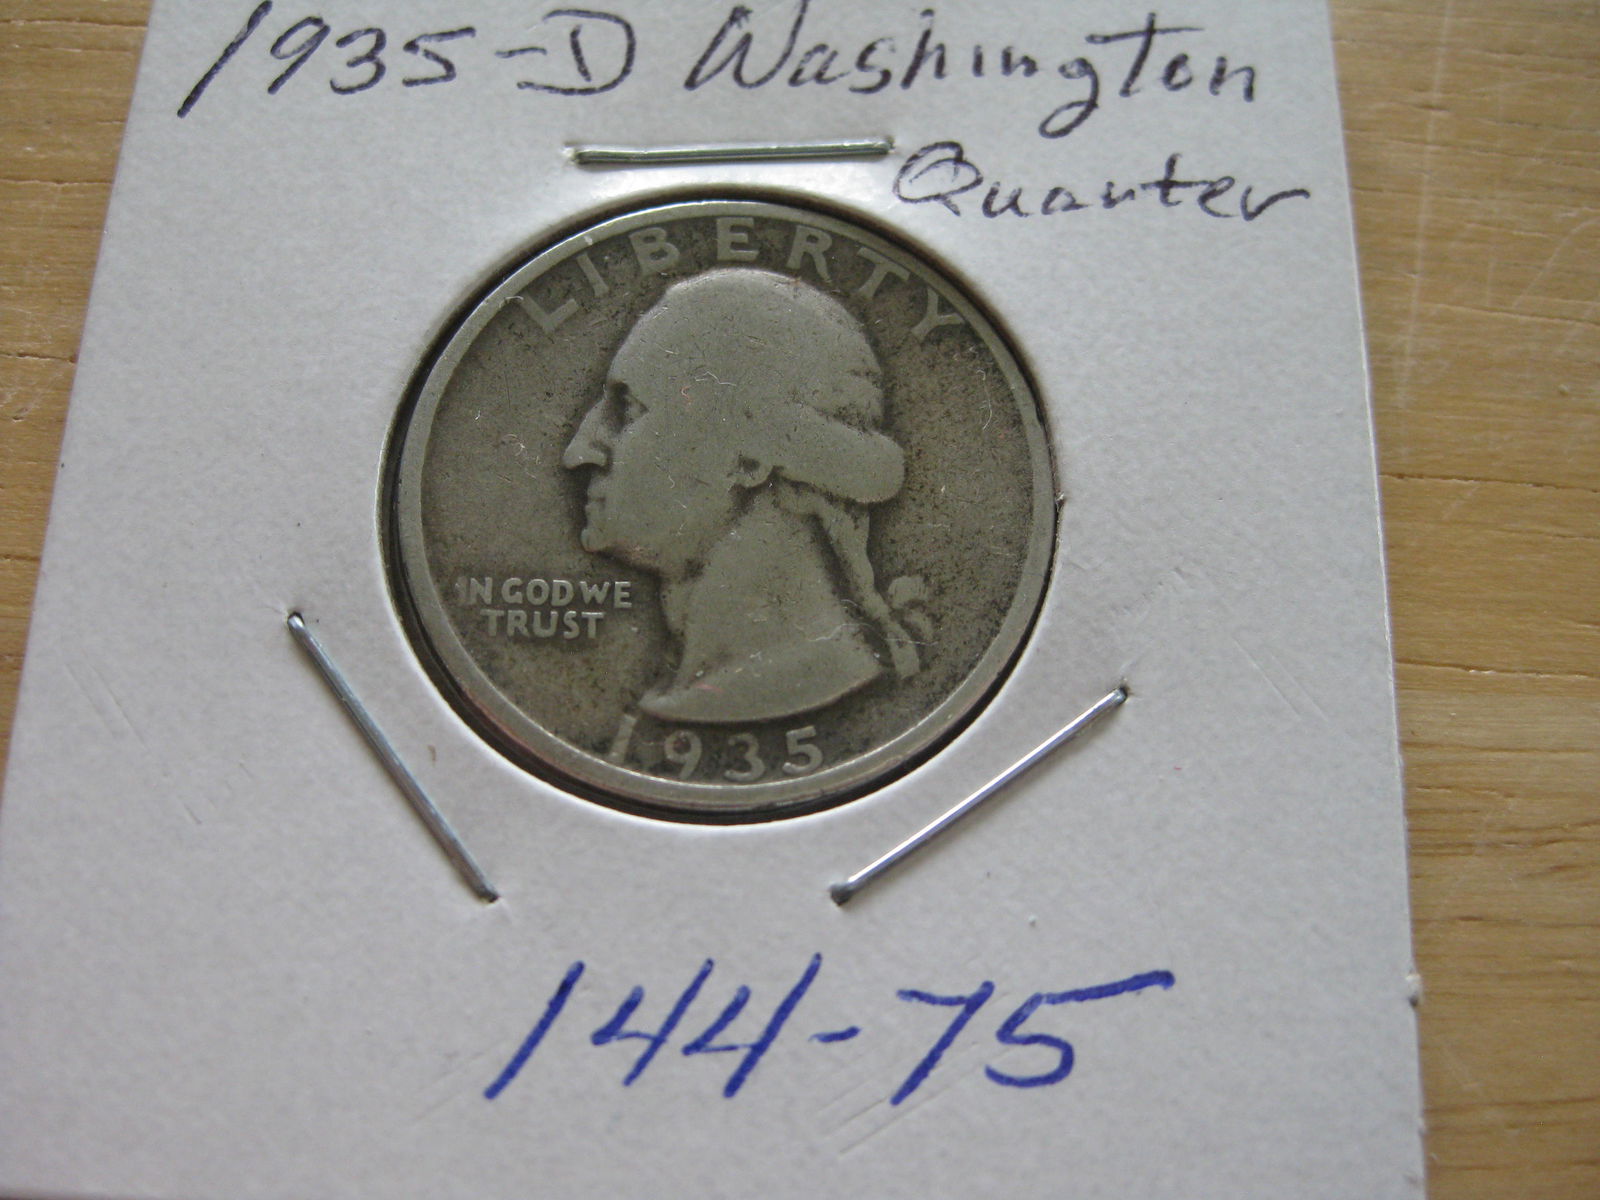 1935-D Washington
Quarter
LIBERTY
IN GOD WE
TRUST
1935
144-75